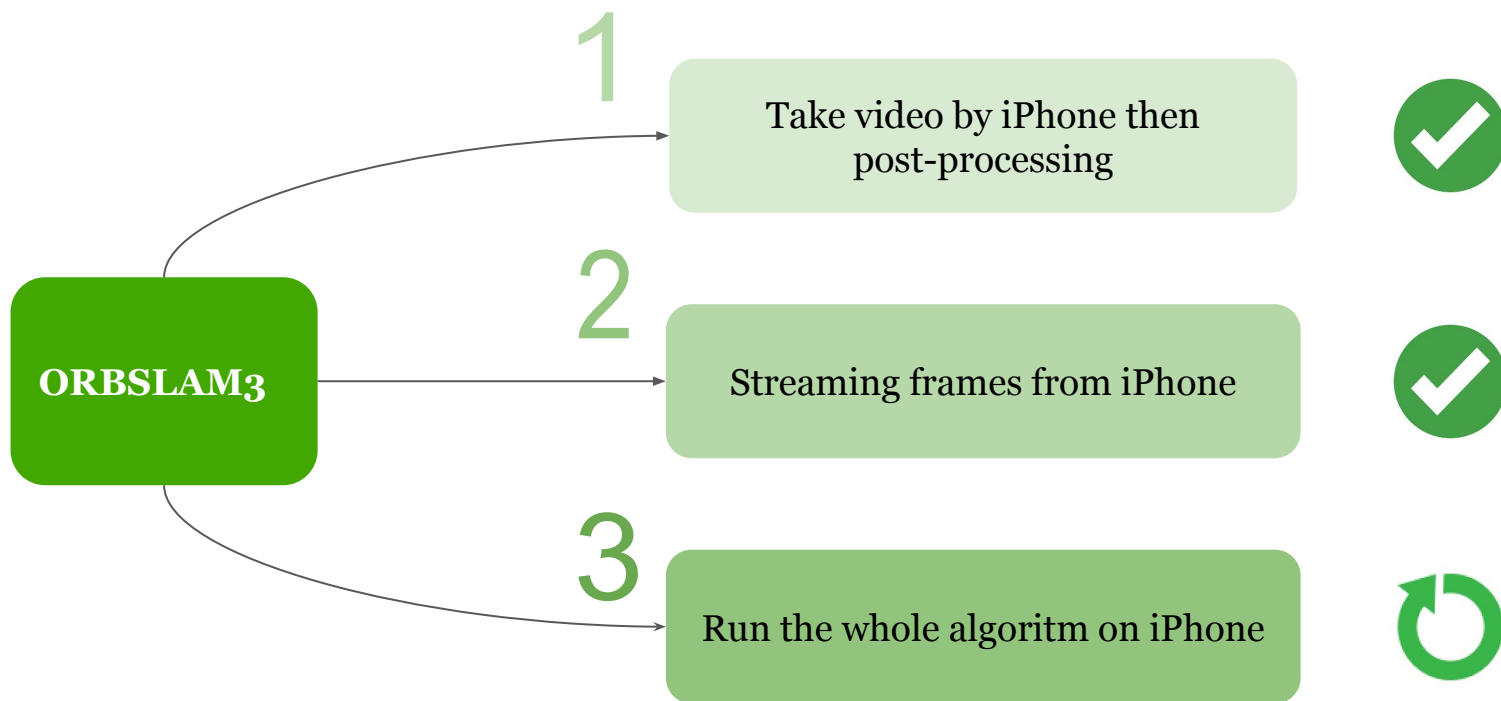 1
Take video by iPhone then
post-processing
2
ORBSLAM3
Streaming frames from iPhone
3
Run the whole algoritm on iPhone